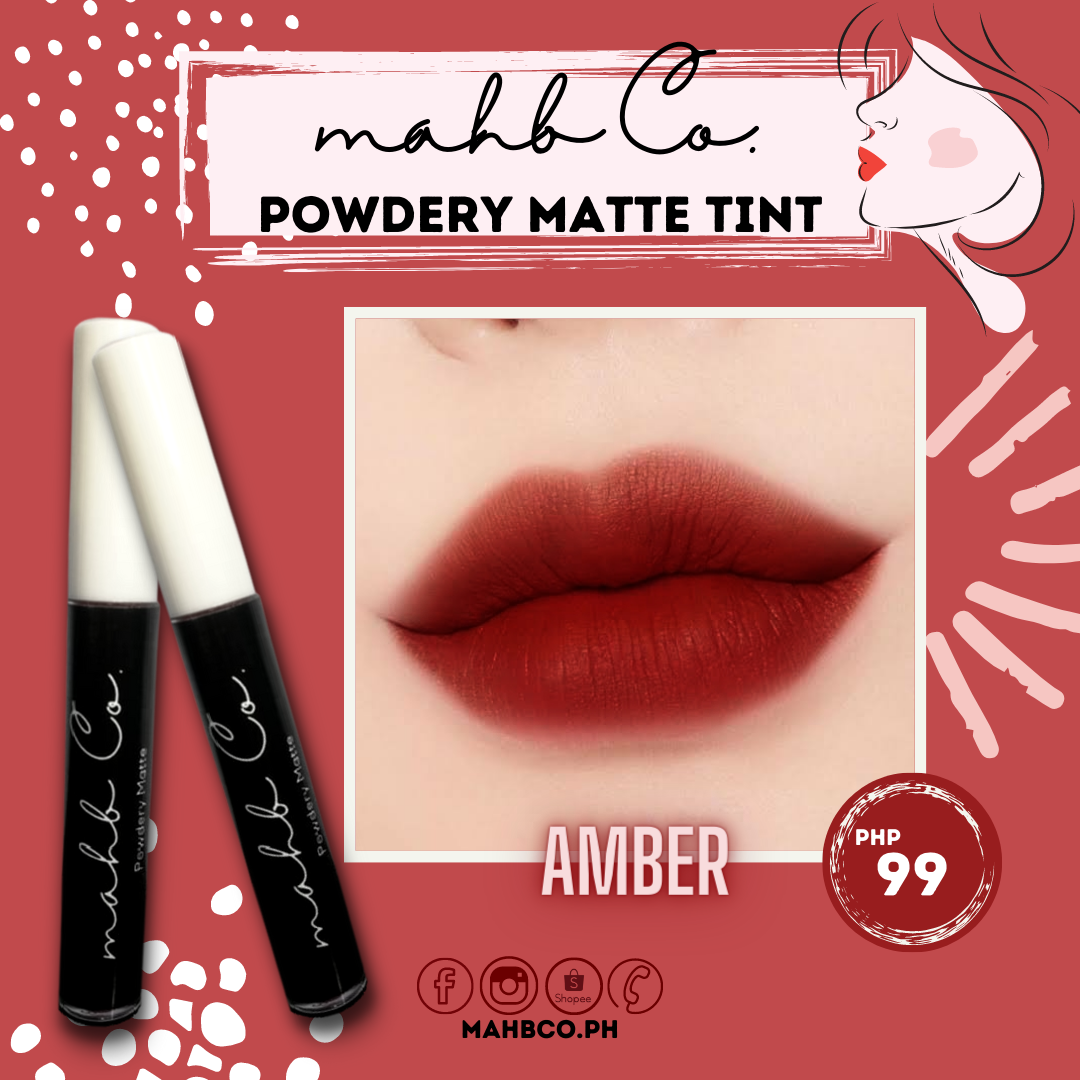 mahb Co.
POWDERY MATTE TINT
mahb Co.
Powdery Matte
mahb Co.
Powdery Matte
AMBER
PHP
99
S
Shopee
MAHBCO.PH